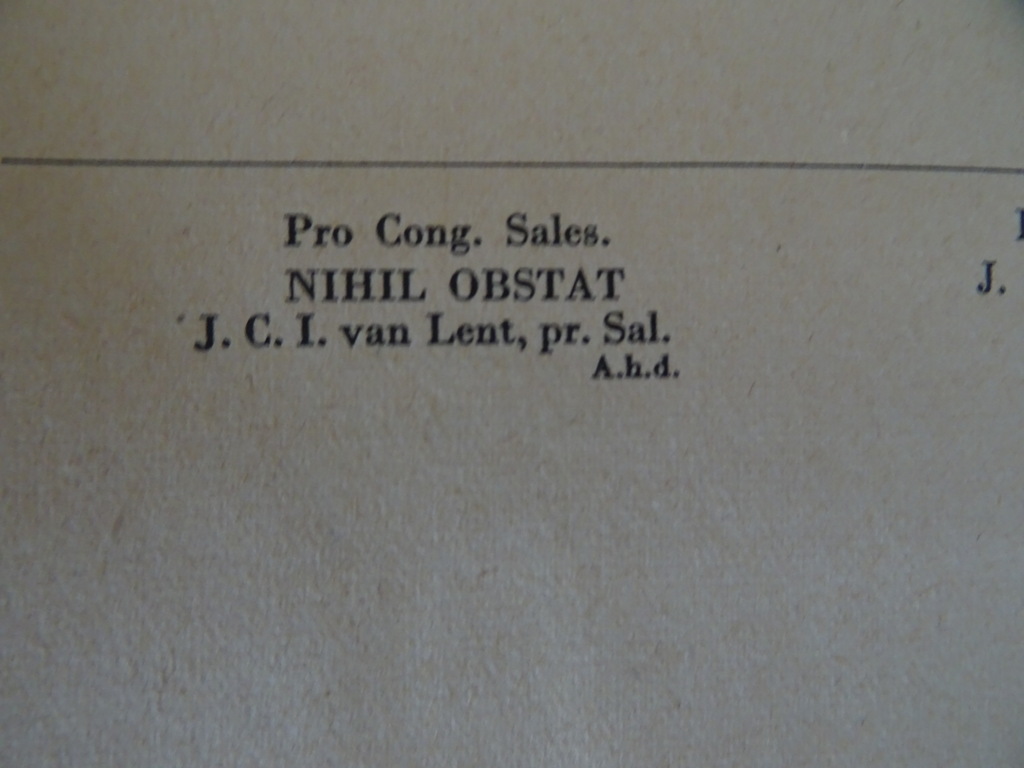 Pro Cong. Sales.
NIHIL OBSTAT
J. C. I. van Lent, pr. Sal.
A.h.d.
J.